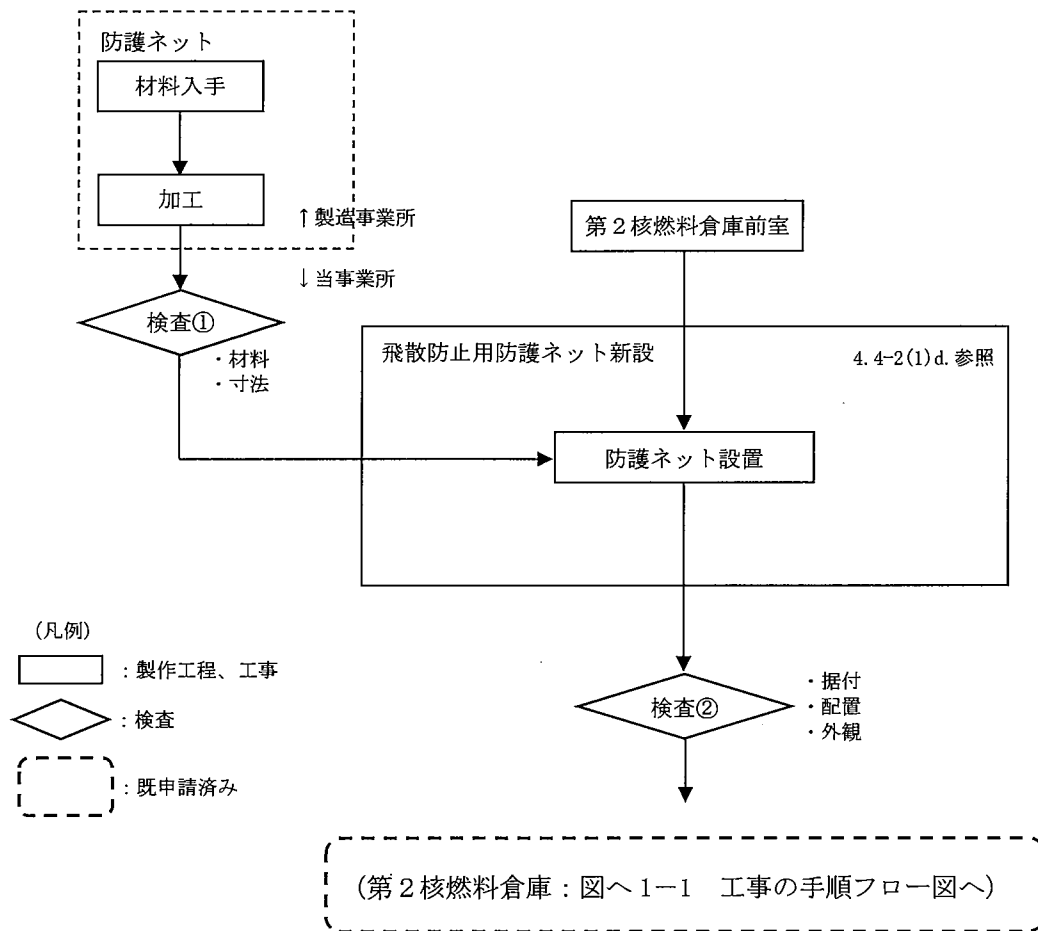 防護ネット
材料入手
加工
↑製造事業所
↓当事業所
検査①
・材料
・寸法
第2核燃料倉庫前室
飛散防止用防護ネット新設
4.4-2(1)d.参照
防護ネット設置
検査②
・据付
・配置
・外観
(凡例)
:製作工程、工事
:検査
:既申請済み
(第2核燃料倉庫:図へ1-1 工事の手順フロー図へ)